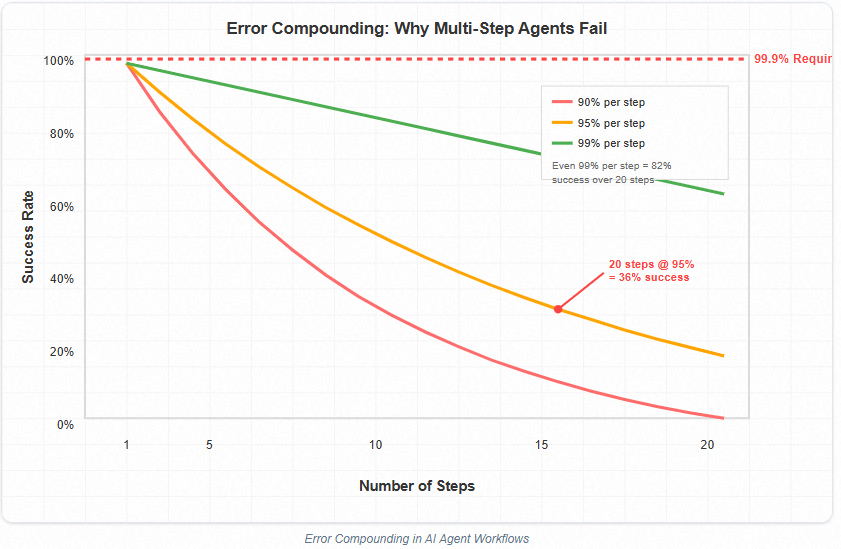 Error Compounding: Why Multi-Step Agents Fail
100%
99.9% Requir
90% per step
95% per step
80%
99% per step
Even 99% per step = 82%
success over 20 steps
60%
Success Rate
20 steps @ 95%
= 36% success
40%
20%
0%
1
5
10
15
20
Number of Steps
Error Compounding in AI Agent Workflows